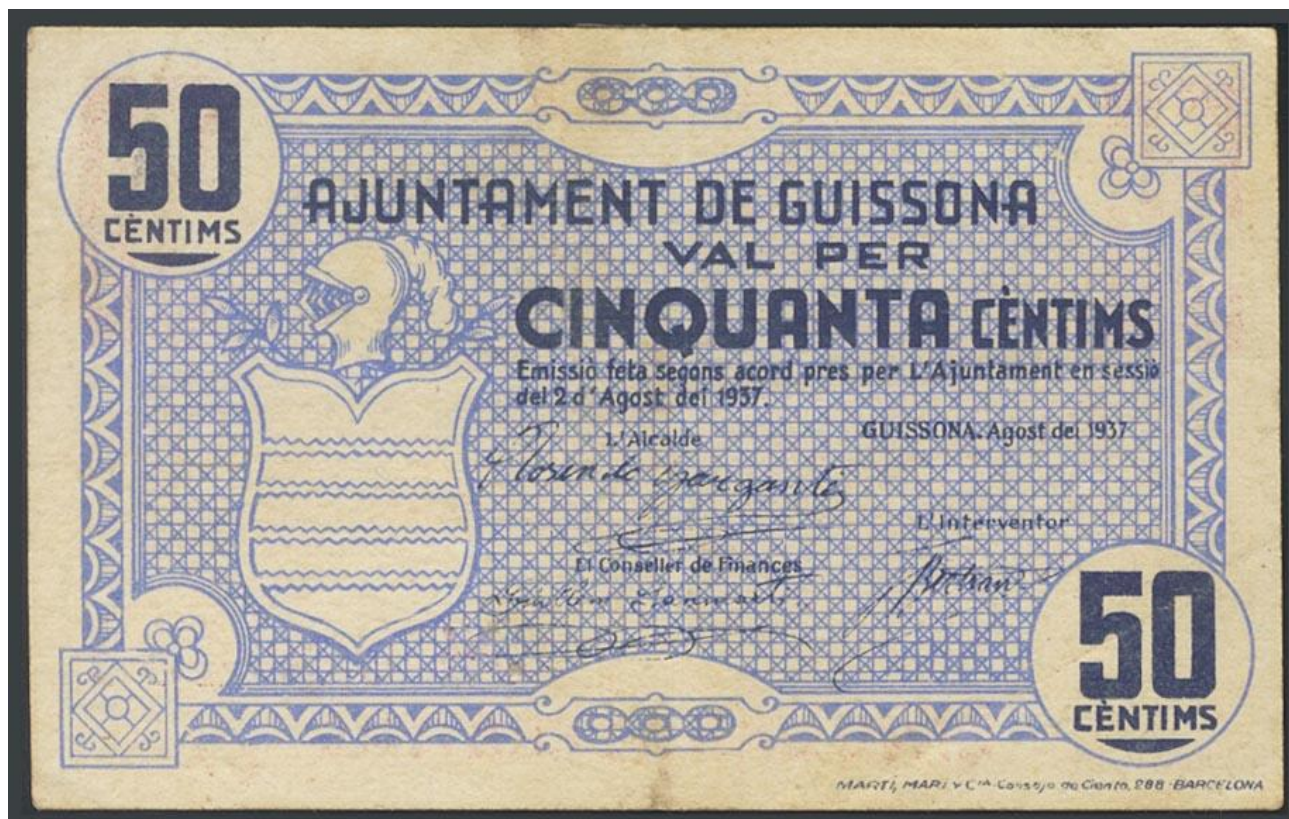 50
CÈNTIMS
AJUNTAMENT DE GUISSONA
VAL PER
CINQUANTA CÈNTIMS
Emissió feta segons acord pres per L'Ajuntament en sessió
del 2 d'Agost del 1937.
GUISSONA. Agost del 1937
L'Alcalde
L'Interventor
El Conseller de Finances
50
CÈNTIMS
MARTÍ, MARÍ Y Cía. Consejo de Ciento, 288 - BARCELONA